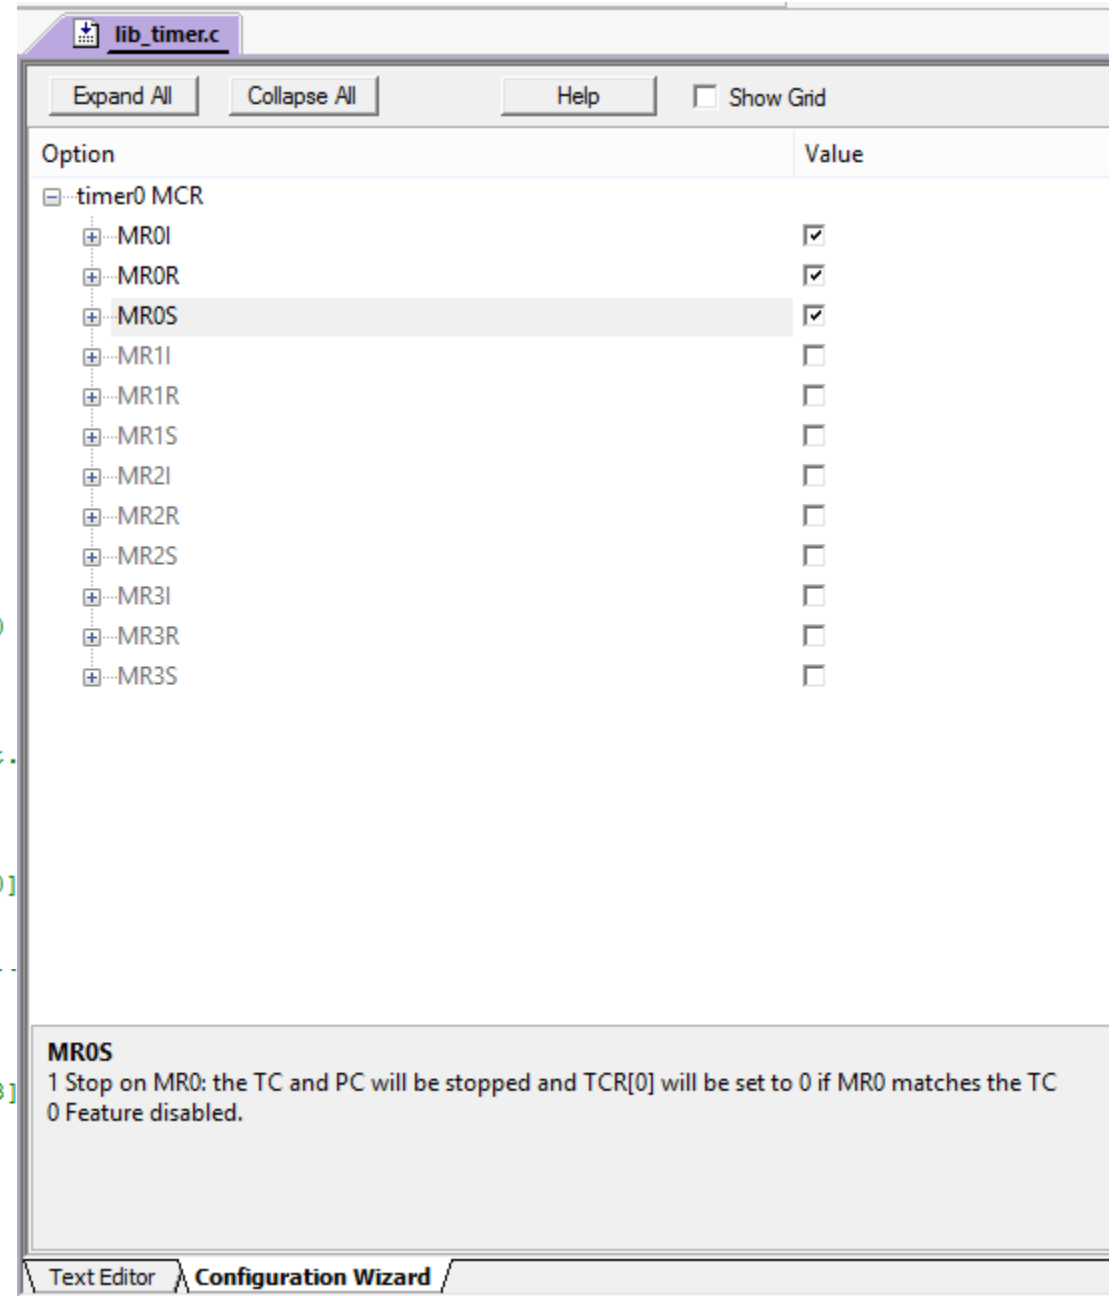 lib_timer.c
Expand All Collapse All Help Show Grid
Option Value
timer0 MCR
MR0I
MR0R
MR0S
MR1I
MR1R
MR1S
MR2I
MR2R
MR2S
MR3I
MR3R
MR3S
MR0S
1 Stop on MR0: the TC and PC will be stopped and TCR[0] will be set to 0 if MR0 matches the TC
0 Feature disabled.
Text Editor Configuration Wizard